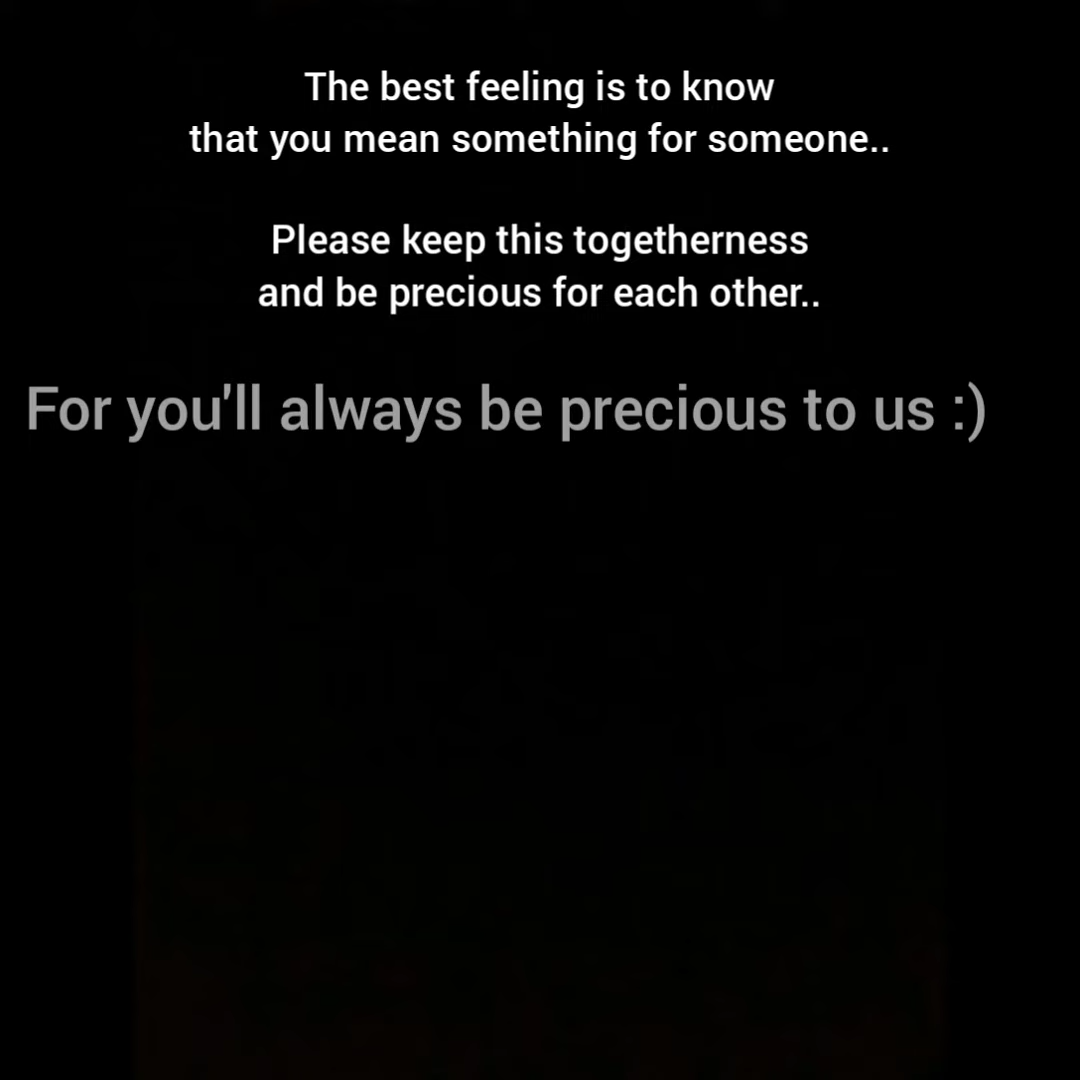 The best feeling is to know
that you mean something for someone..
Please keep this togetherness
and be precious for each other..
For you'll always be precious to us :)